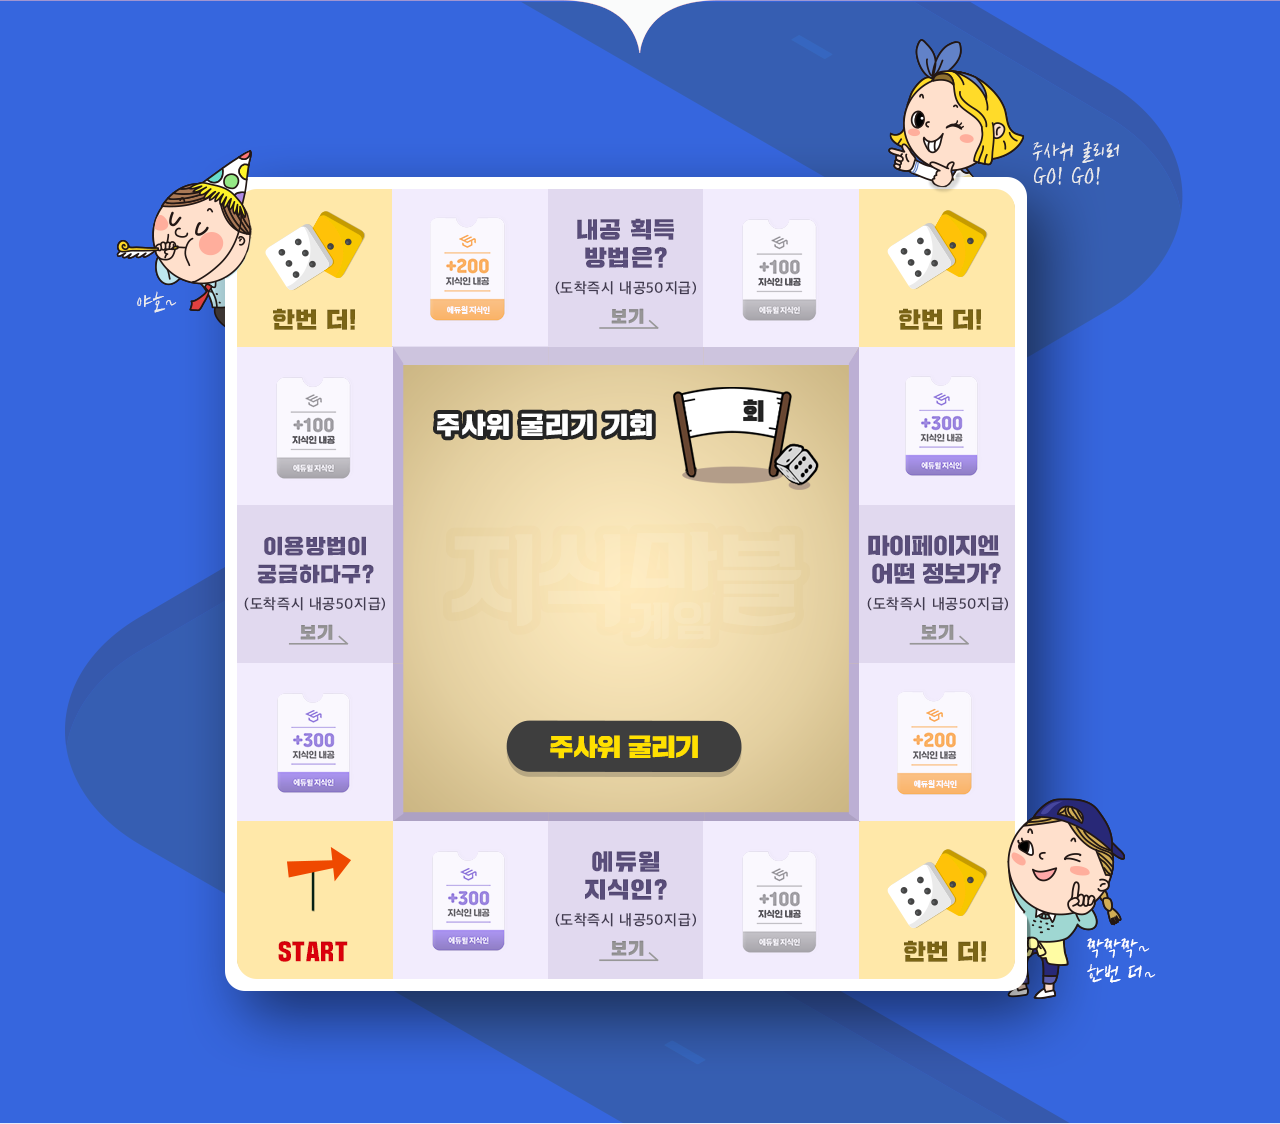 주사위 굴리러
GO! GO!
야호~
한번 더!
+200
지식인 내공
에듀윌 지식인
내공 획득
방법은?
(도착즉시 내공50지급)
보기
+100
지식인 내공
에듀윌 지식인
한번 더!
+100
지식인 내공
에듀윌 지식인
주사위 굴리기 기회
회
+300
지식인 내공
에듀윌 지식인
이용방법이
궁금하다구?
(도착즉시 내공50지급)
보기
지식마블
게임
마이페이지엔
어떤 정보가?
(도착즉시 내공50지급)
보기
+300
지식인 내공
에듀윌 지식인
주사위 굴리기
+200
지식인 내공
에듀윌 지식인
START
+300
지식인 내공
에듀윌 지식인
에듀윌
지식인?
(도착즉시 내공50지급)
보기
+100
지식인 내공
에듀윌 지식인
한번 더!
짝짝짝~
한번 더~